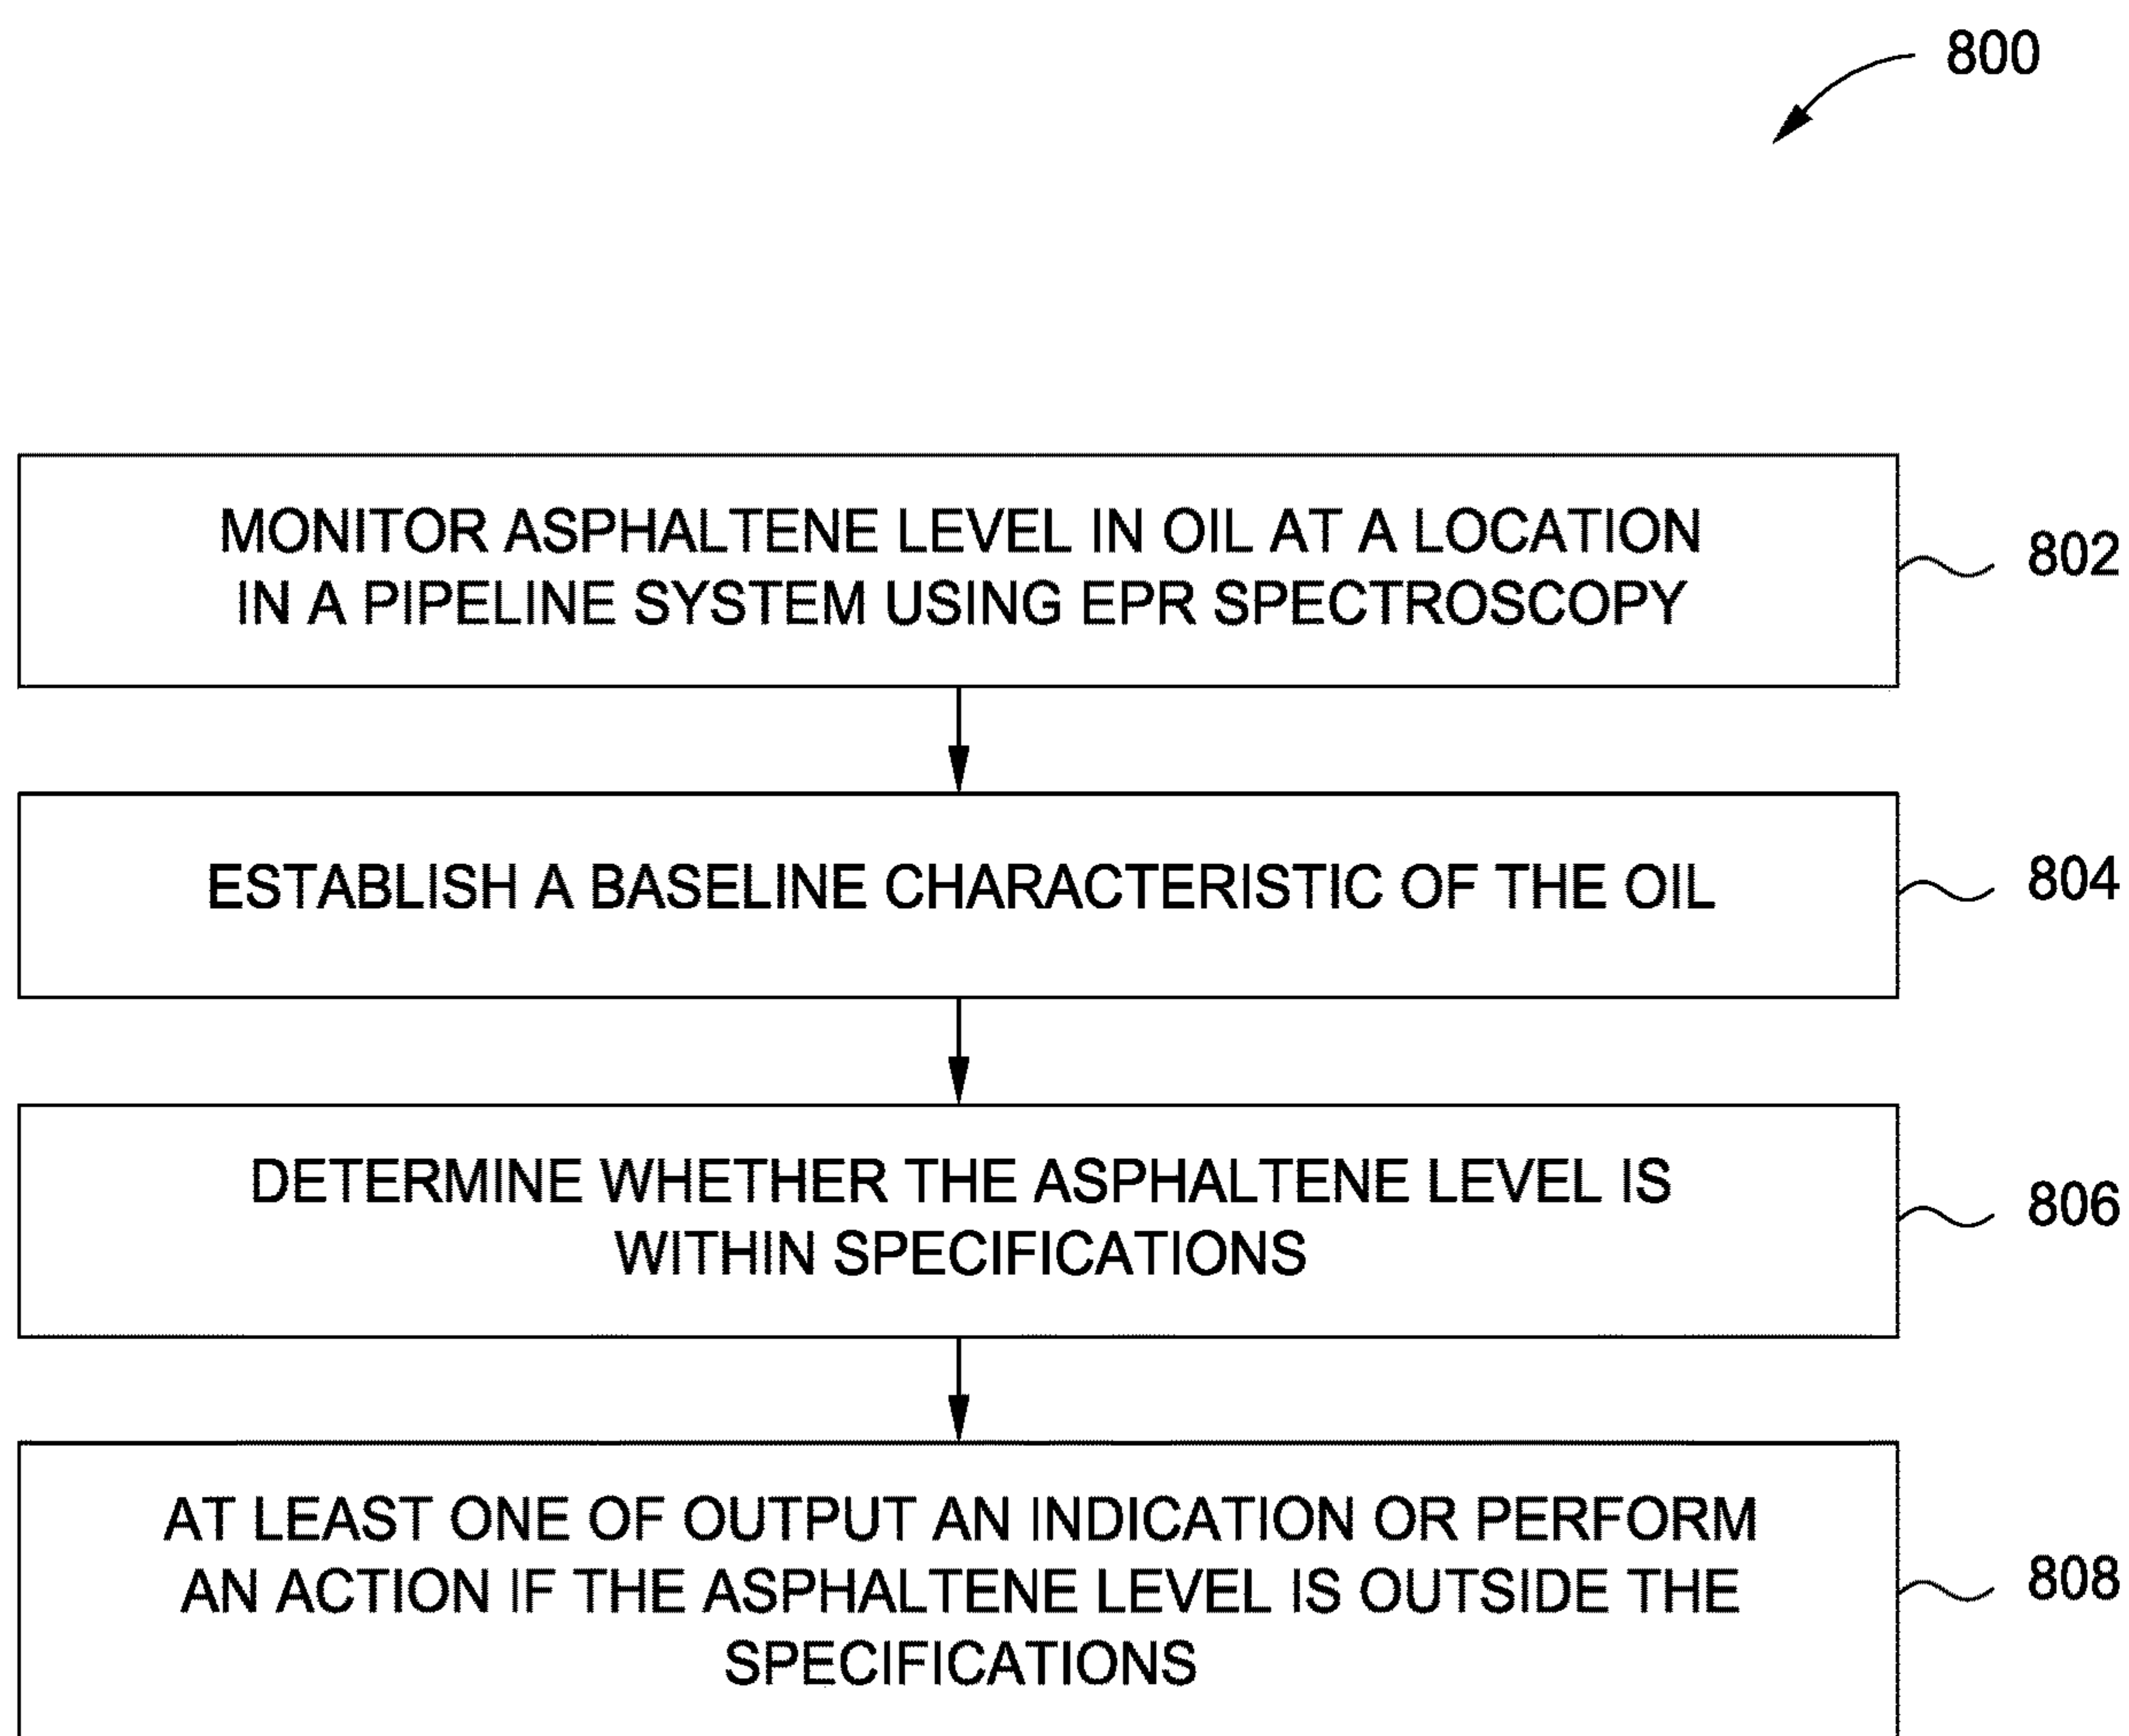 800
MONITOR ASPHALTENE LEVEL IN OIL AT A LOCATION
IN A PIPELINE SYSTEM USING EPR SPECTROSCOPY
802
ESTABLISH A BASELINE CHARACTERISTIC OF THE OIL
804
DETERMINE WHETHER THE ASPHALTENE LEVEL IS
WITHIN SPECIFICATIONS
806
AT LEAST ONE OF OUTPUT AN INDICATION OR PERFORM
AN ACTION IF THE ASPHALTENE LEVEL IS OUTSIDE THE
SPECIFICATIONS
808